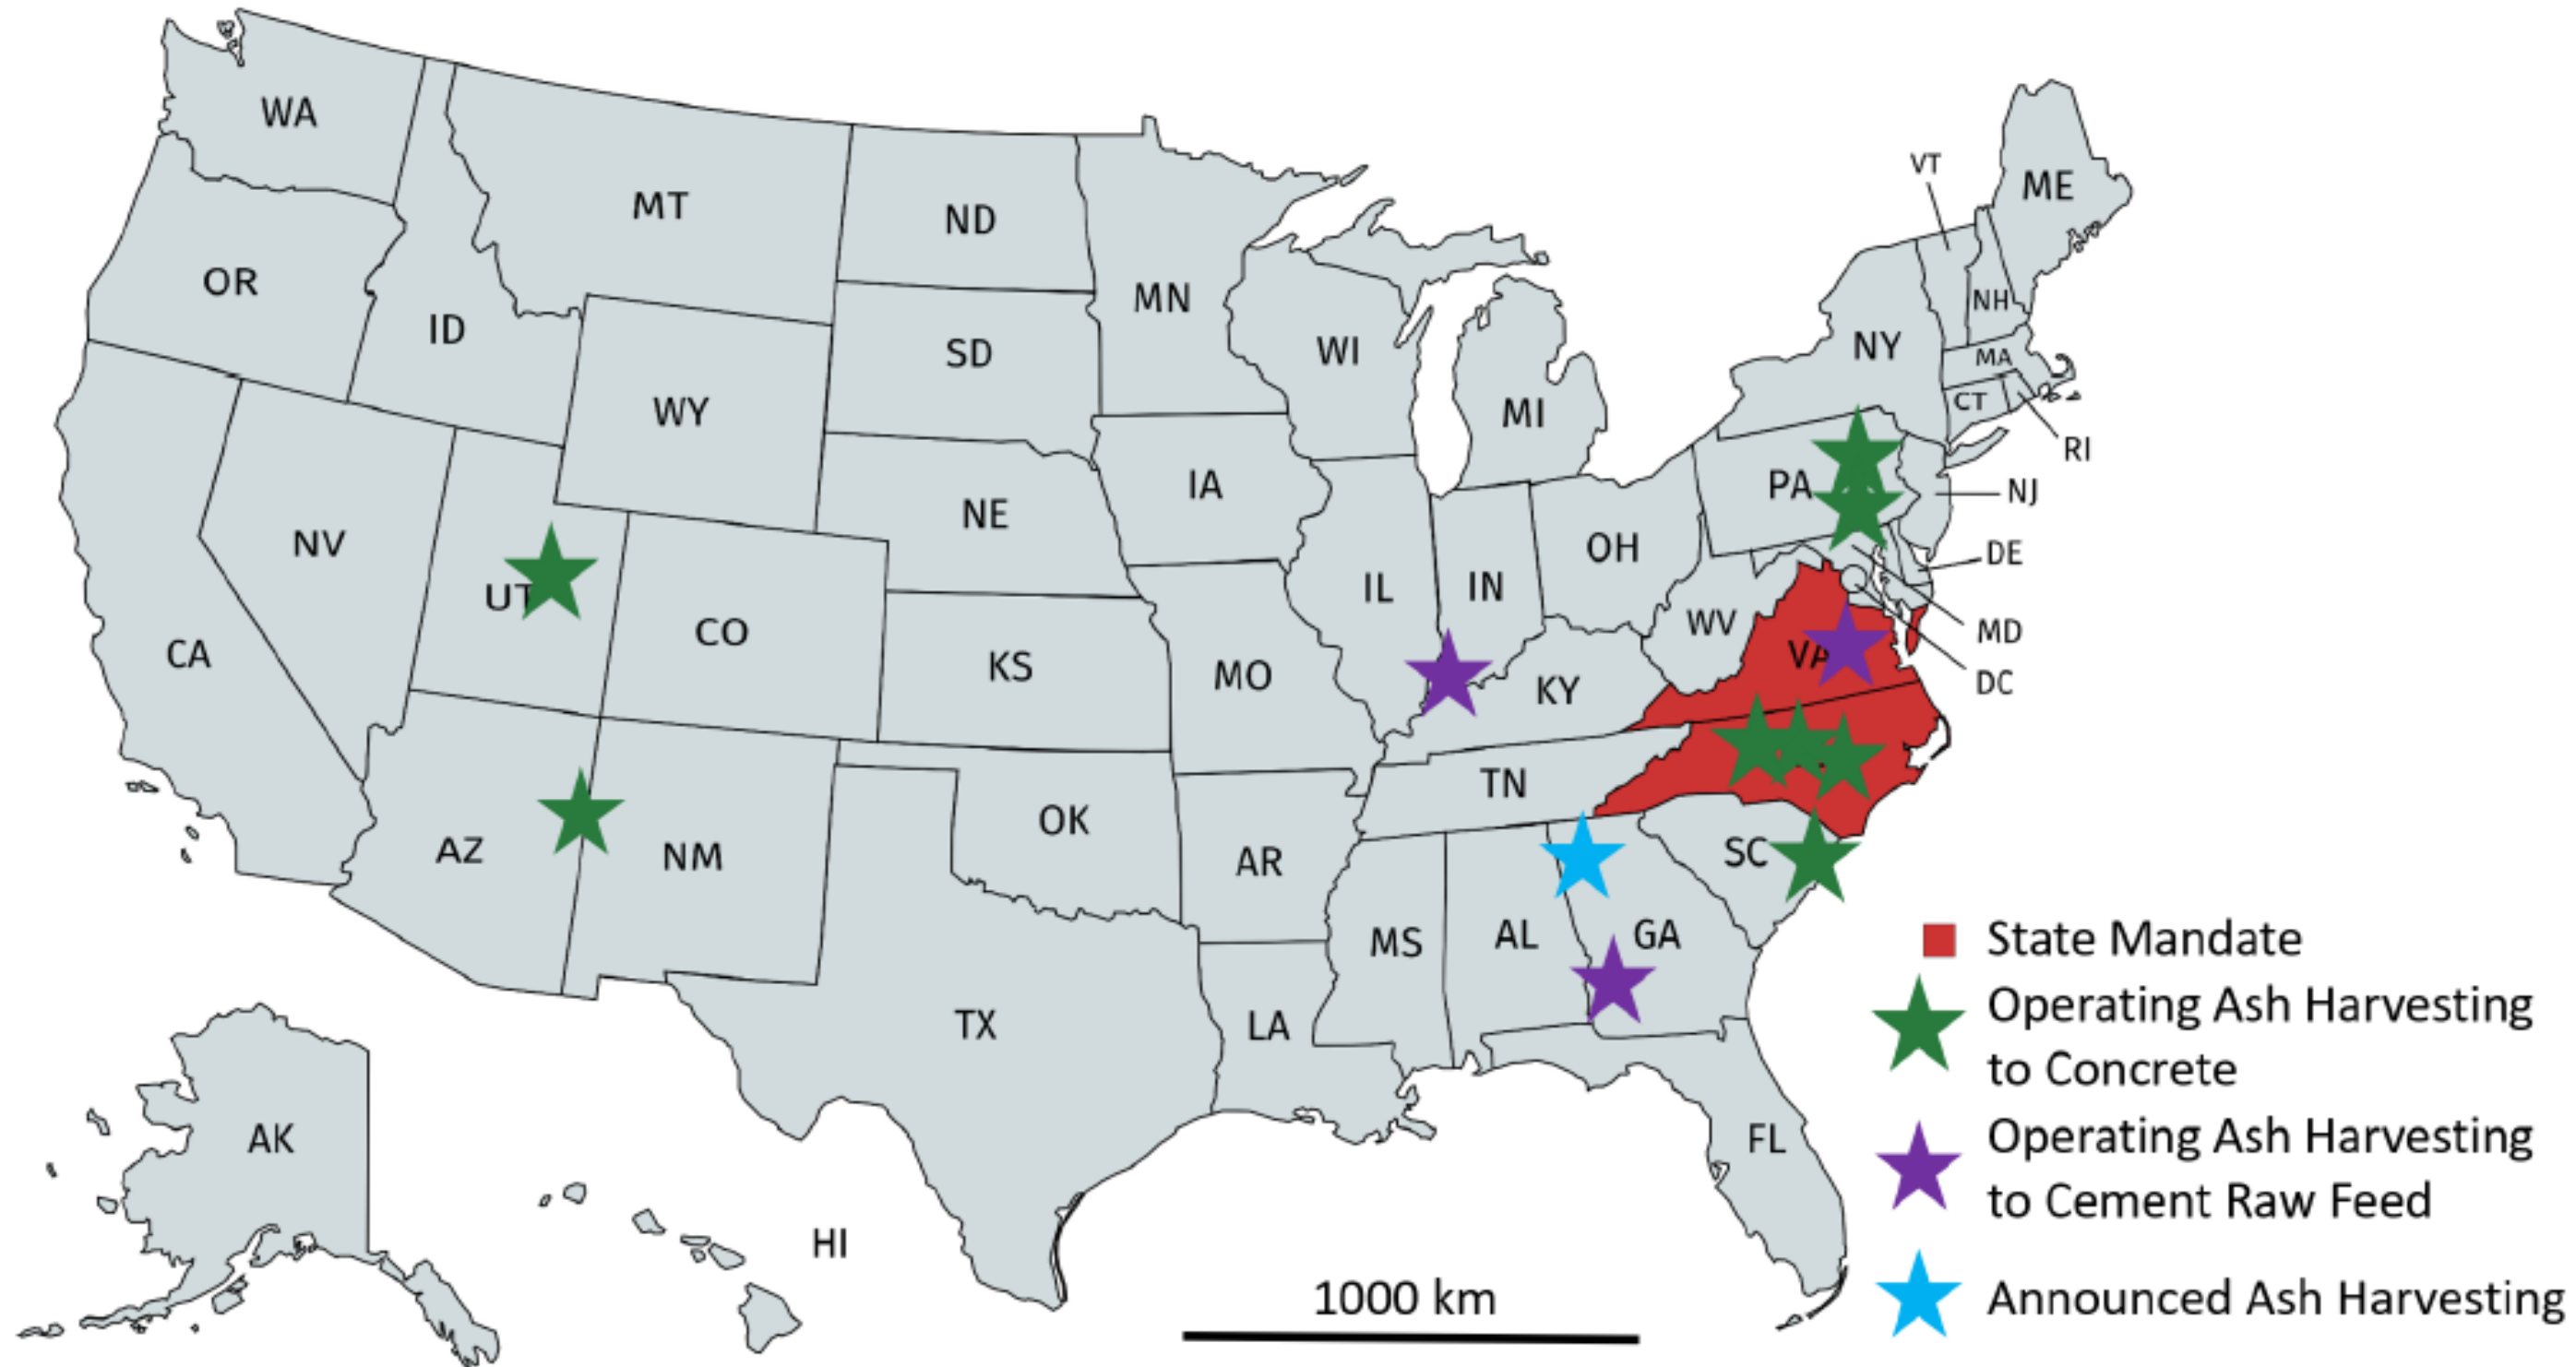 WA
MT
ND
MN
ME
VT
OR
ID
SD
WI
NH
NY
MA
MI
CT
WY
RI
IA
PA
NJ
NE
NV
OH
DE
UT
IL
IN
CO
WV
MD
CA
KS
MO
VA
KY
DC
TN
OK
AZ
NM
AR
SC
MS
AL
GA
TX
LA
AK
FL
HI
State Mandate
Operating Ash Harvesting
to Concrete
Operating Ash Harvesting
to Cement Raw Feed
Announced Ash Harvesting
1000 km